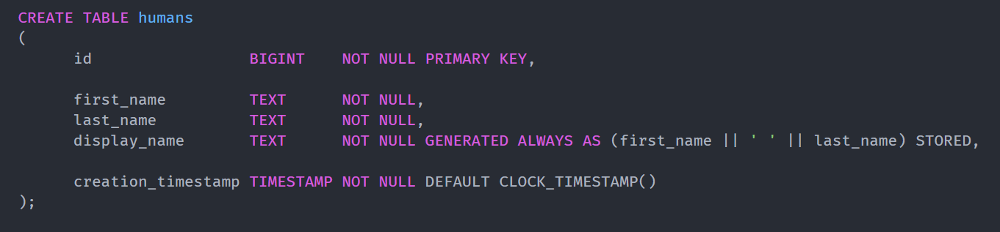 CREATE TABLE humans
(
      id                 BIGINT    NOT NULL PRIMARY KEY,

      first_name         TEXT      NOT NULL,
      last_name          TEXT      NOT NULL,
      display_name       TEXT      NOT NULL GENERATED ALWAYS AS (first_name || ' ' || last_name) STORED,

      creation_timestamp TIMESTAMP NOT NULL DEFAULT CLOCK_TIMESTAMP()
);